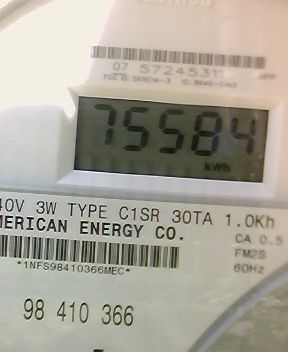 07 5724531
75584
kWh
40V 3W TYPE C1SR 30TA 1.0Kh
MERICAN ENERGY CO.
CA 0.5
FM2S
*1NFS98410366MEC*
60Hz
98 410 366